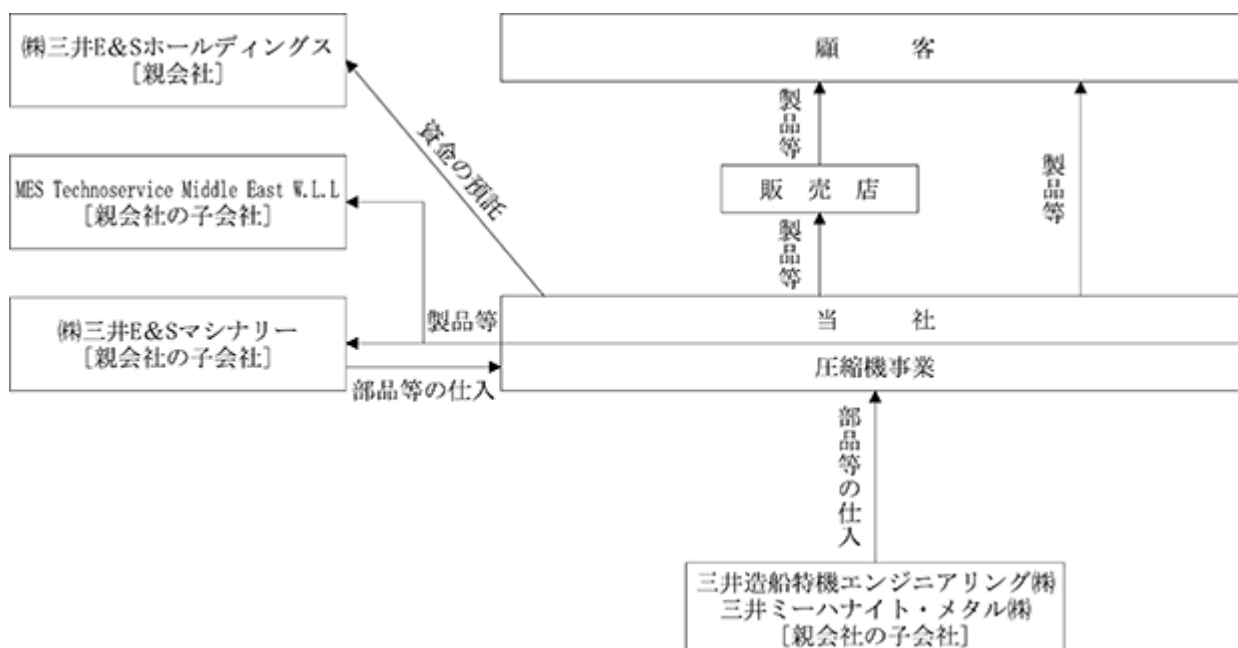 ㈱三井E&Sホールディングス
[親会社]
顧　客
資金の預託
製品等
製品等
MES Technoservice Middle East W.L.L
[親会社の子会社]
販　売　店
製品等
㈱三井E&Sマシナリー
[親会社の子会社]
製品等
部品等の仕入
当　社
圧縮機事業
部品等の仕入
三井造船特機エンジニアリング㈱
三井ミーハナイト・メタル㈱
[親会社の子会社]